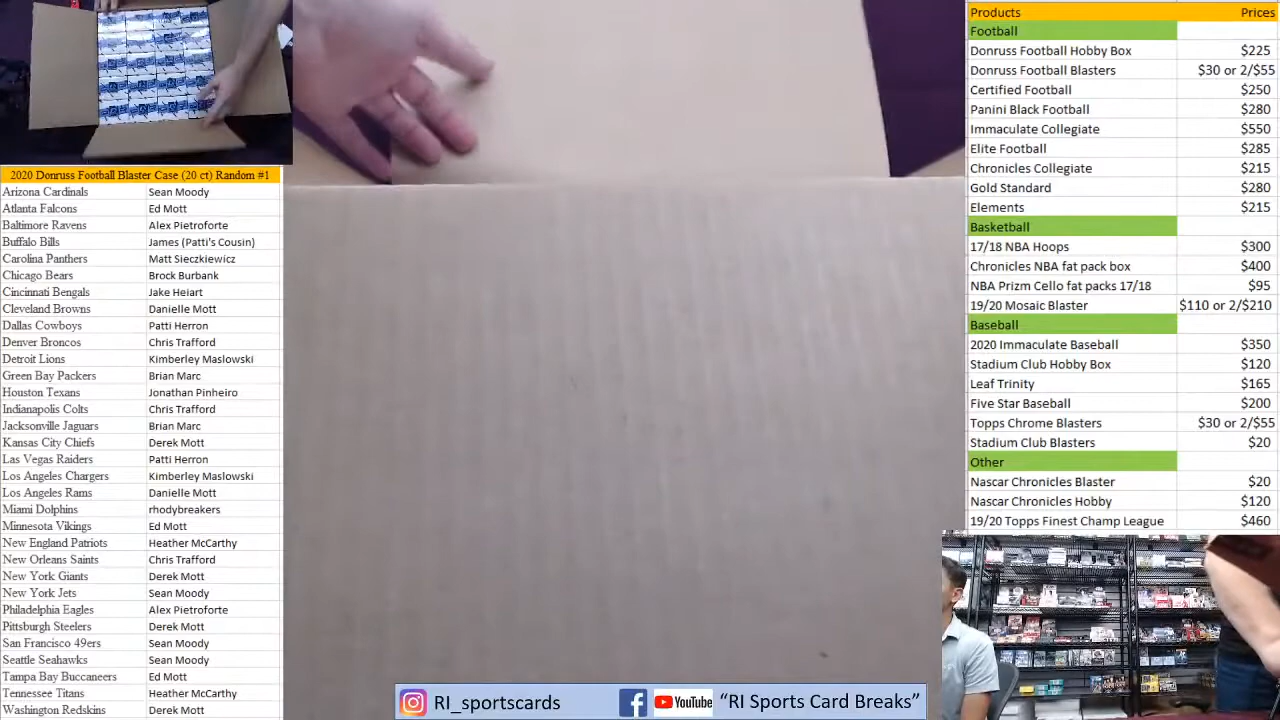 2020 Donruss Football Blaster Case (20 ct) Random #1
Arizona Cardinals Sean Moody
Atlanta Falcons Ed Mott
Baltimore Ravens Alex Pietroforte
Buffalo Bills James (Patti's Cousin)
Carolina Panthers Matt Sieczkiewicz
Chicago Bears Brock Burbank
Cincinnati Bengals Jake Heiart
Cleveland Browns Danielle Mott
Dallas Cowboys Patti Herron
Denver Broncos Chris Trafford
Detroit Lions Kimberley Maslowski
Green Bay Packers Brian Marc
Houston Texans Jonathan Pinheiro
Indianapolis Colts Chris Trafford
Jacksonville Jaguars Brian Marc
Kansas City Chiefs Derek Mott
Las Vegas Raiders Patti Herron
Los Angeles Chargers Kimberley Maslowski
Los Angeles Rams Danielle Mott
Miami Dolphins rhodybreakers
Minnesota Vikings Ed Mott
New England Patriots Heather McCarthy
New Orleans Saints Chris Trafford
New York Giants Derek Mott
New York Jets Sean Moody
Philadelphia Eagles Alex Pietroforte
Pittsburgh Steelers Derek Mott
San Francisco 49ers Sean Moody
Seattle Seahawks Sean Moody
Tampa Bay Buccaneers Ed Mott
Tennessee Titans Heather McCarthy
Washington Redskins Derek Mott
Products Prices
Football
Donruss Football Hobby Box $225
Donruss Football Blasters $30 or 2/$55
Certified Football $250
Panini Black Football $280
Immaculate Collegiate $550
Elite Football $285
Chronicles Collegiate $215
Gold Standard $280
Elements $215
Basketball
17/18 NBA Hoops $300
Chronicles NBA fat pack box $400
NBA Prizm Cello fat packs 17/18 $95
19/20 Mosaic Blaster $110 or 2/$210
Baseball
2020 Immaculate Baseball $350
Stadium Club Hobby Box $120
Leaf Trinity $165
Five Star Baseball $200
Topps Chrome Blasters $30 or 2/$55
Stadium Club Blasters $20
Other
Nascar Chronicles Blaster $20
Nascar Chronicles Hobby $120
19/20 Topps Finest Champ League $460
RI_sportscards YouTube “RI Sports Card Breaks”